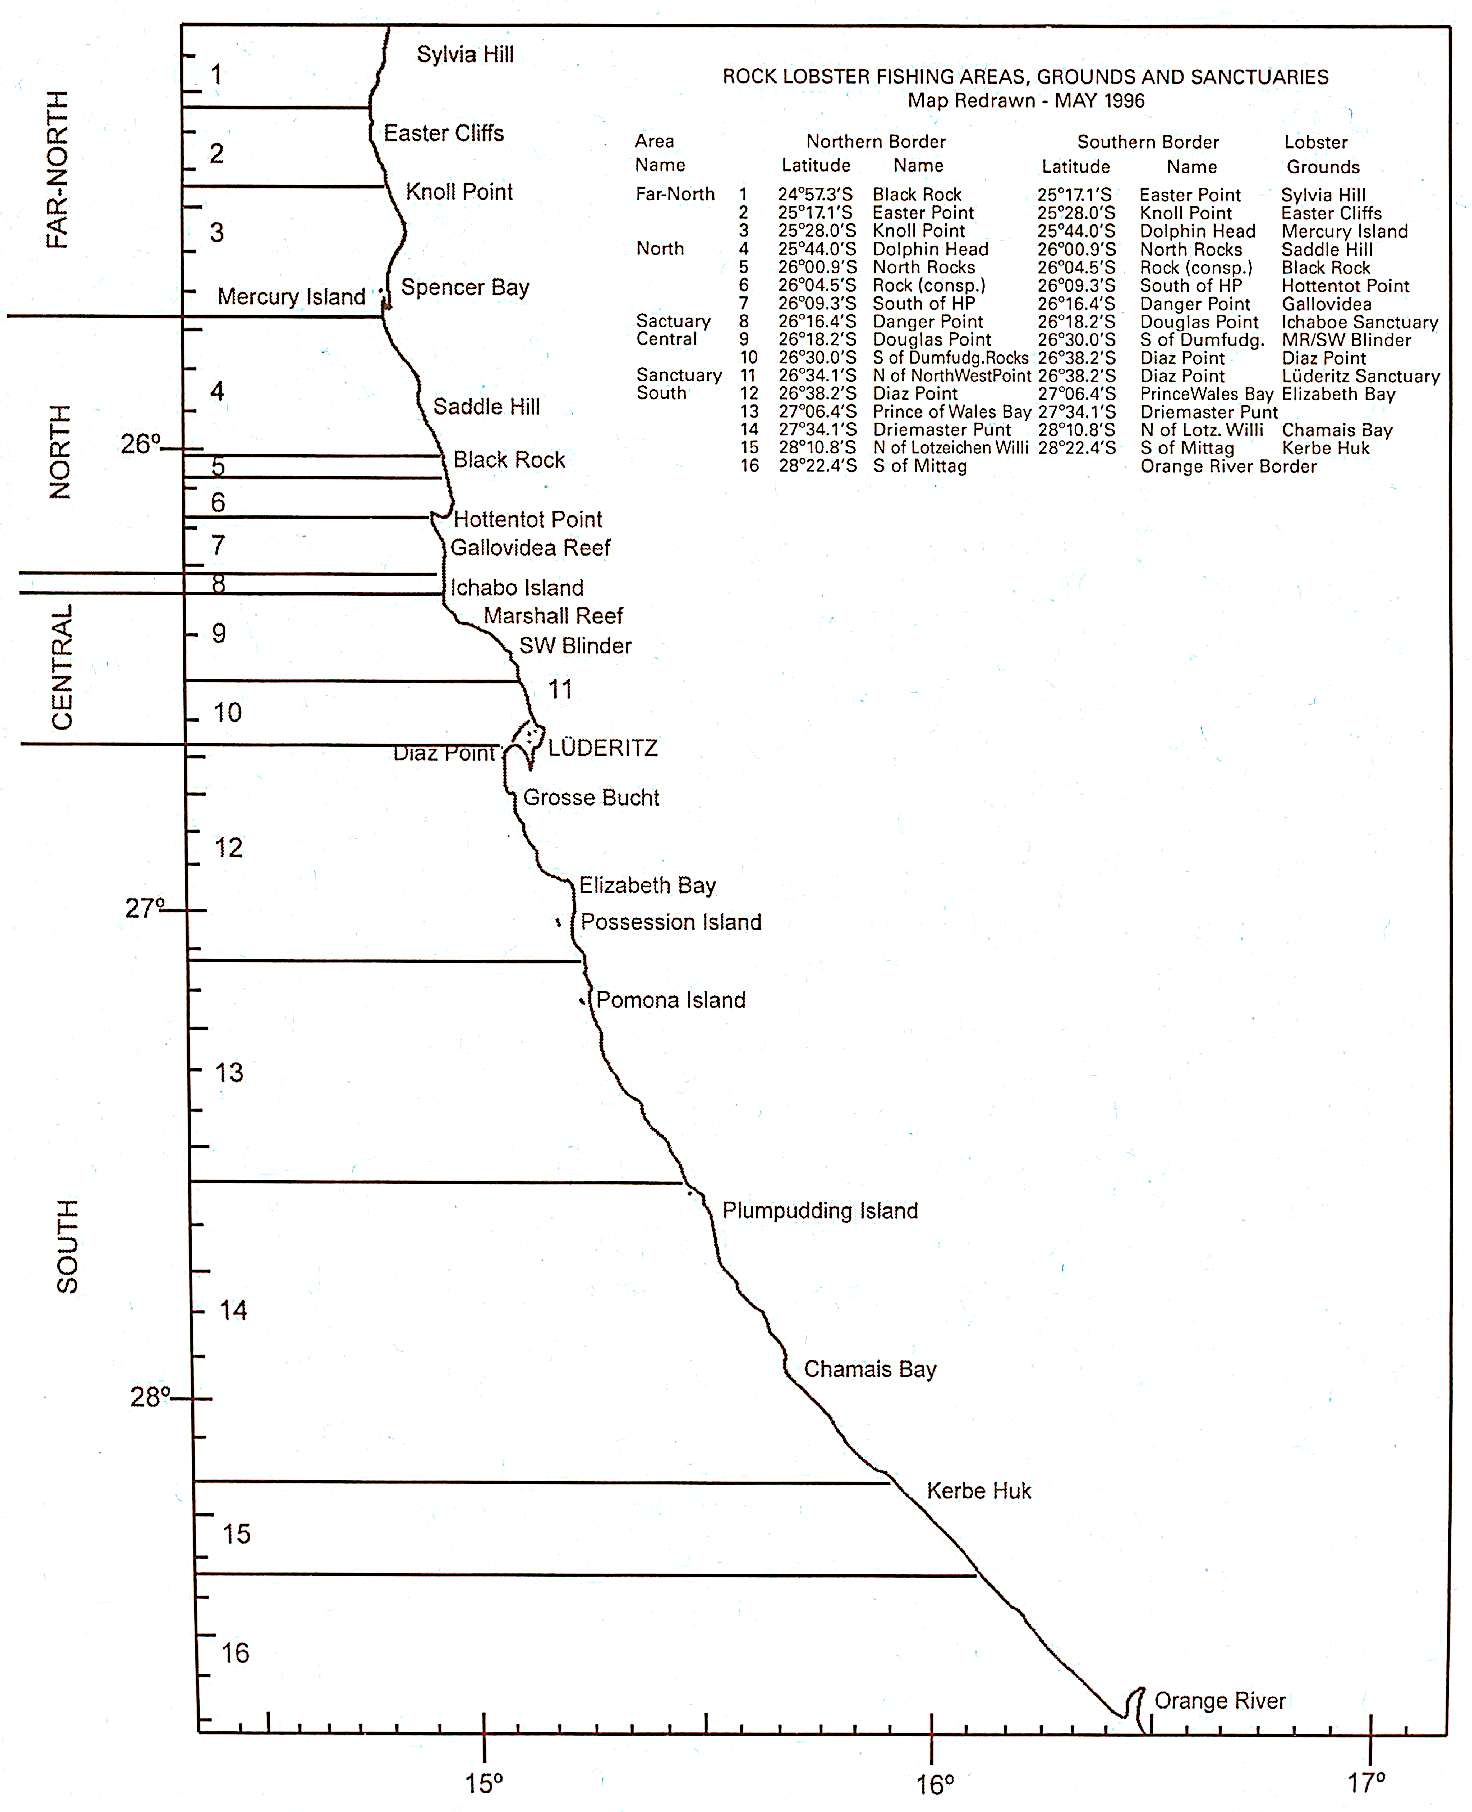 ROCK LOBSTER FISHING AREAS, GROUNDS AND SANCTUARIES
Map Redrawn - MAY 1996
Area Northern Border Southern Border Lobster
Name Latitude Name Latitude Name Grounds
Far-North 1 24°57.3'S Black Rock 25°17.1'S Easter Point Sylvia Hill
2 25°17.1'S Easter Point 25°28.0'S Knoll Point Easter Cliffs
3 25°28.0'S Knoll Point 25°44.0'S Dolphin Head Mercury Island
North 4 25°44.0'S Dolphin Head 26°00.9'S North Rocks Saddle Hill
5 26°00.9'S North Rocks 26°04.5'S Rock (consp.) Black Rock
6 26°04.5'S Rock (consp.) 26°09.3'S South of HP Hottentot Point
7 26°09.3'S South of HP 26°16.4'S Danger Point Gallovidea
Sactuary 8 26°16.4'S Danger Point 26°18.2'S Douglas Point Ichaboe Sanctuary
Central 9 26°18.2'S Douglas Point 26°30.0'S S of Dumfudg. MR/SW Blinder
10 26°30.0'S S of Dumfudg.Rocks 26°38.2'S Diaz Point Diaz Point
Sanctuary 11 26°34.1'S N of NorthWestPoint 26°38.2'S Diaz Point Lüderitz Sanctuary
South 12 26°38.2'S Diaz Point 27°06.4'S PrinceWales Bay Elizabeth Bay
13 27°06.4'S Prince of Wales Bay 27°34.1'S Driemaster Punt
14 27°34.1'S Driemaster Punt 28°10.8'S N of Lotz. Willi Chamais Bay
15 28°10.8'S N of Lotzeichen Willi 28°22.4'S S of Mittag Kerbe Huk
16 28°22.4'S S of Mittag Orange River Border
FAR-NORTH
NORTH
CENTRAL
SOUTH
Sylvia Hill
1
Easter Cliffs
2
Knoll Point
3
Spencer Bay
Mercury Island
4
Saddle Hill
26°
Black Rock
5
6
Hottentot Point
7
Gallovidea Reef
8
Ichabo Island
Marshall Reef
9
SW Blinder
11
10
Diaz Point
LÜDERITZ
Grosse Bucht
12
Elizabeth Bay
27°
Possession Island
Pomona Island
13
Plumpudding Island
14
Chamais Bay
28°
Kerbe Huk
15
16
Orange River
15°
16°
17°